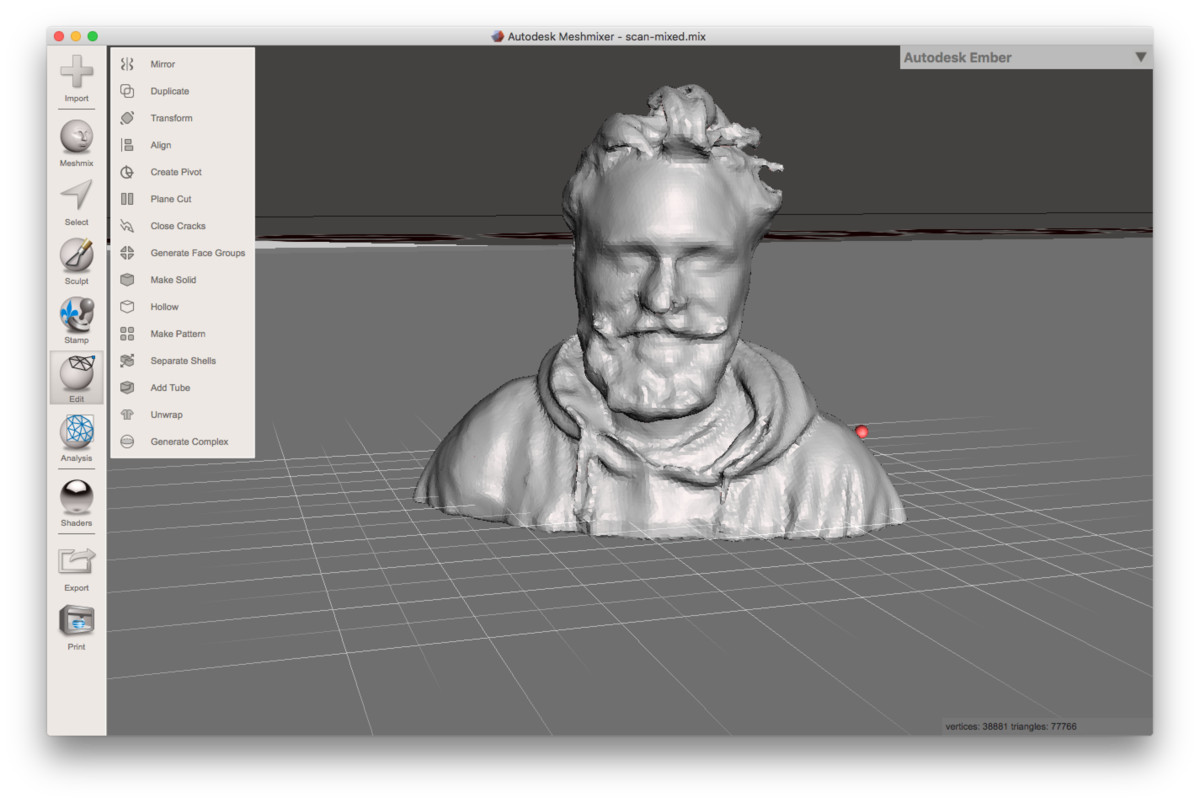 Autodesk Meshmixer - scan-mixed.mix
Autodesk Ember
Import
Meshmix
Select
Sculpt
Stamp
Edit
Analysis
Shaders
Export
Print
Mirror
Duplicate
Transform
Align
Create Pivot
Plane Cut
Close Cracks
Generate Face Groups
Make Solid
Hollow
Make Pattern
Separate Shells
Add Tube
Unwrap
Generate Complex
vertices: 38881 triangles: 77766